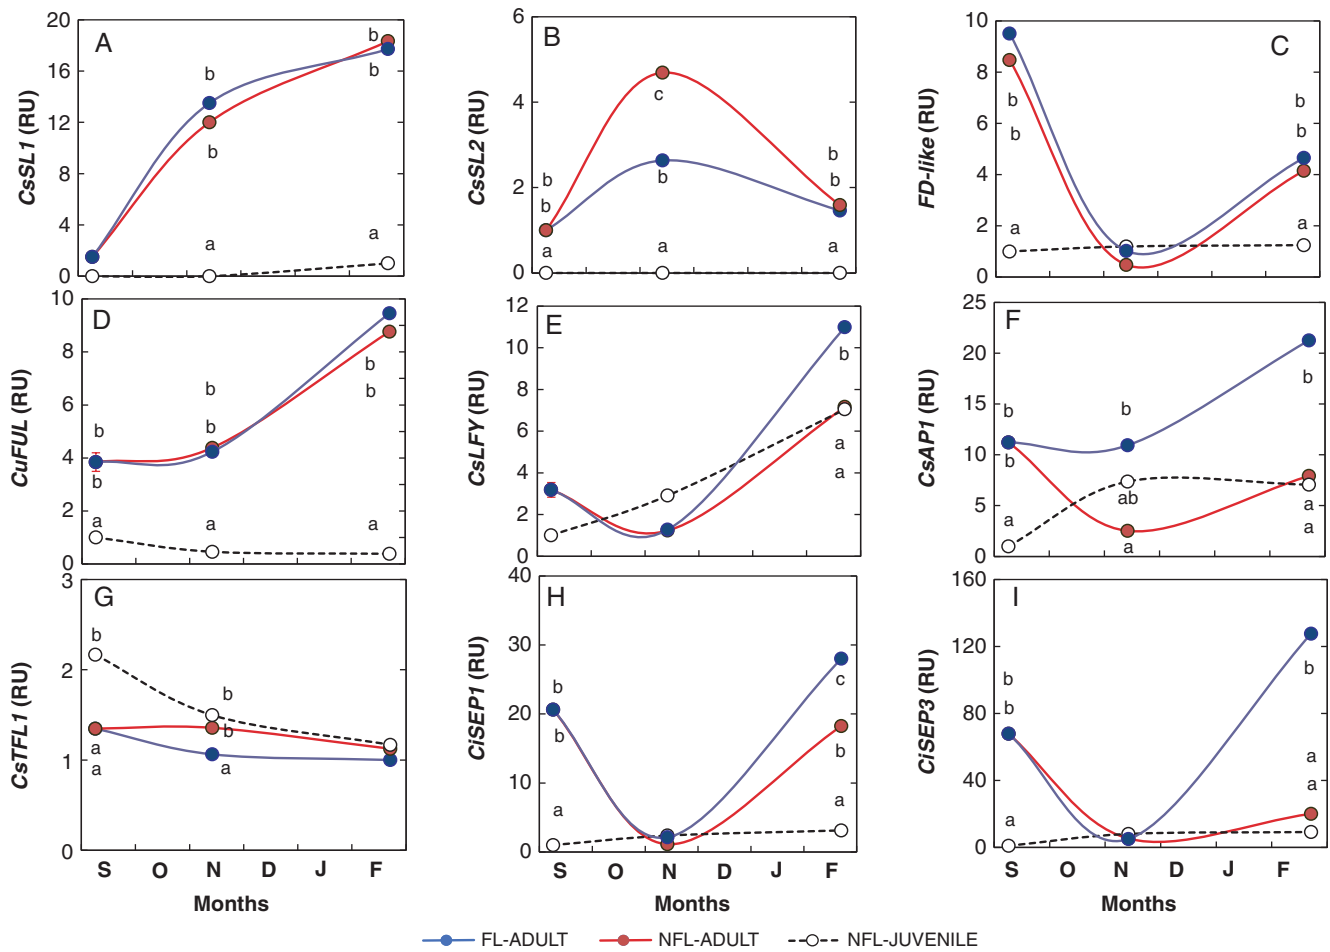 A
CsSL1 (RU)
20
16
12
8
4
0
b
b
b
b
a
a
B
CsSL2 (RU)
6
4
2
0
b
b
a
c
b
a
b
b
a
C
FD-like (RU)
10
8
6
4
2
0
b
b
a
b
b
a
D
CuFUL (RU)
10
8
6
4
2
0
b
b
a
b
b
a
b
b
a
E
CsLFY (RU)
12
10
8
6
4
2
0
b
a
a
F
CsAP1 (RU)
25
20
15
10
5
0
b
b
a
b
ab
a
b
a
a
G
CsTFL1 (RU)
3
2
1
0
b
a
a
b
b
a
S O N D J F
Months
H
CiSEP1 (RU)
40
30
20
10
0
b
b
a
c
b
a
S O N D J F
Months
I
CiSEP3 (RU)
160
120
80
40
0
b
b
a
b
a
a
S O N D J F
Months
FL-ADULT NFL-ADULT NFL-JUVENILE